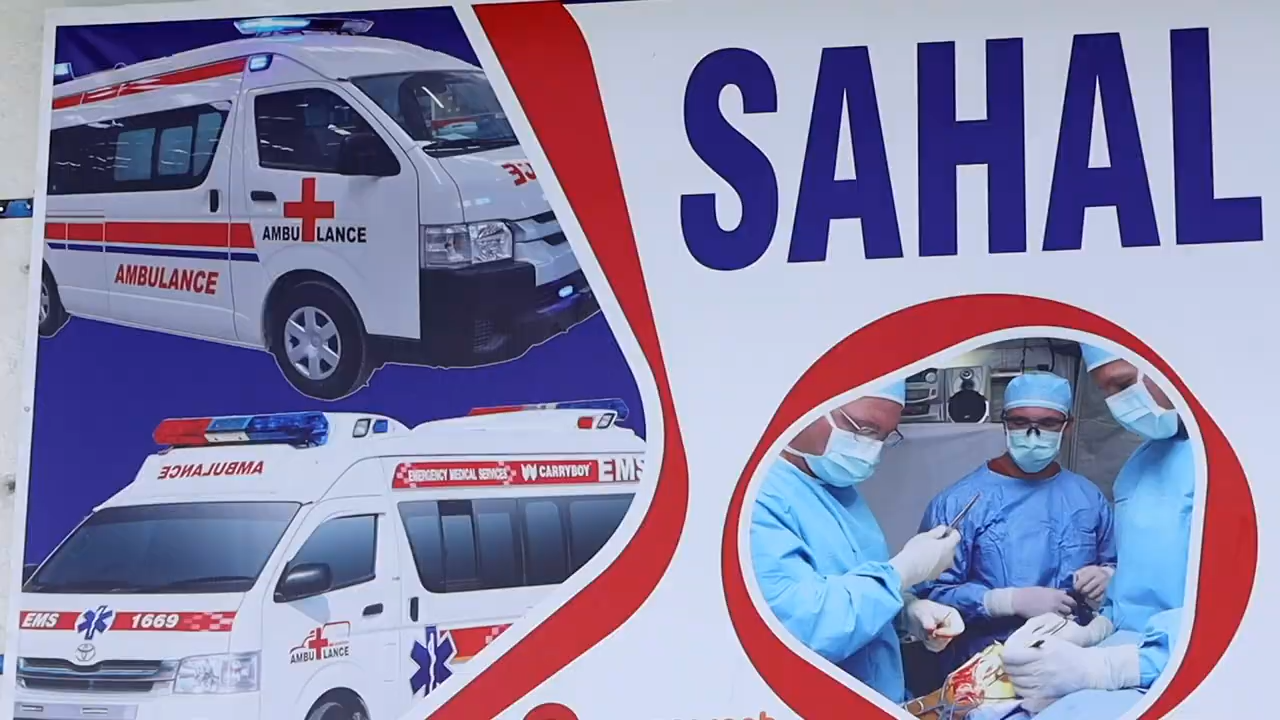 SAHAL
AMBULANCE
AMBULANCE
AMBULANCE
EMERGENCY MEDICAL SERVICES CARRYBOY EMS
EMS 1669
AMBULANCE